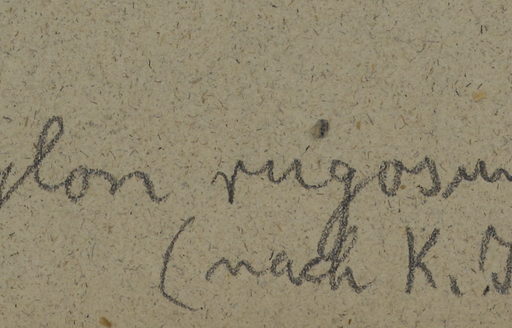 ylon rugosum
(nach K. J